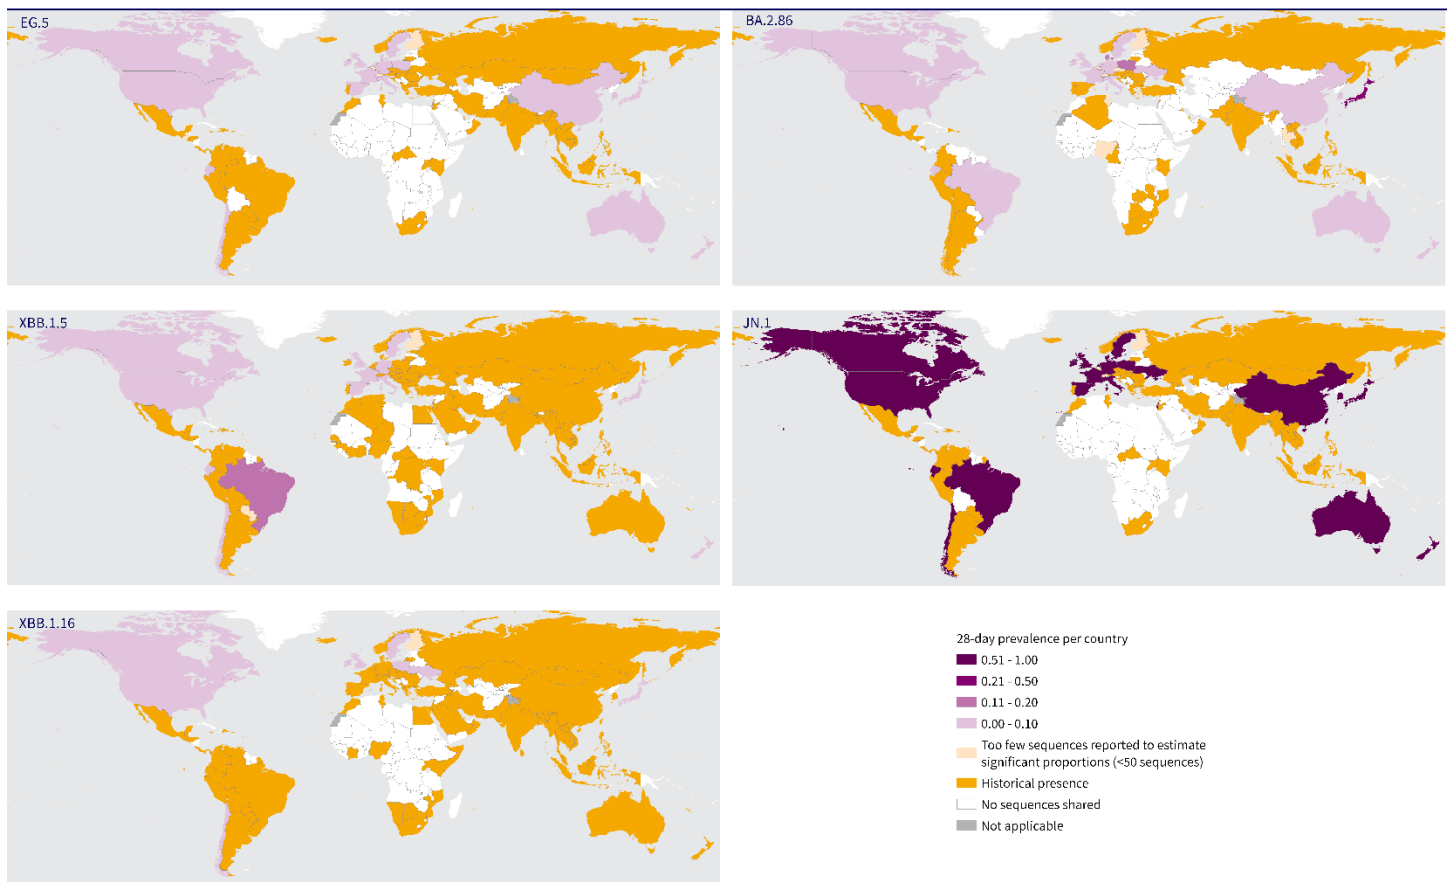 EG.5
BA.2.86
XBB.1.5
JN.1
XBB.1.16
28-day prevalence per country
0.51 - 1.00
0.21 - 0.50
0.11 - 0.20
0.00 - 0.10
Too few sequences reported to estimate
significant proportions (<50 sequences)
Historical presence
No sequences shared
Not applicable